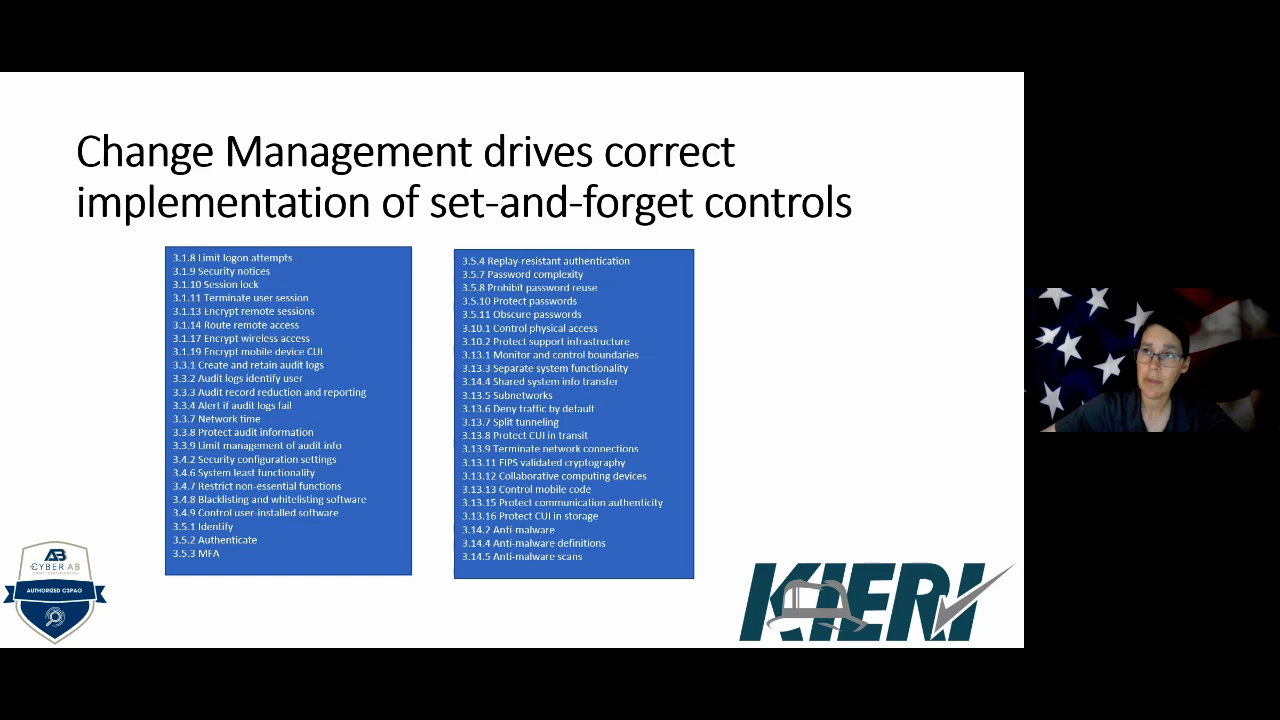 Change Management drives correct
implementation of set-and-forget controls
3.1.8 Limit logon attempts
3.1.9 Security notices
3.1.10 Session lock
3.1.11 Terminate user session
3.1.13 Encrypt remote sessions
3.1.14 Route remote access
3.1.17 Encrypt wireless access
3.1.19 Encrypt mobile device CUI
3.3.1 Create and retain audit logs
3.3.2 Audit logs identify user
3.3.3 Audit record reduction and reporting
3.3.4 Alert if audit logs fail
3.3.7 Network time
3.3.8 Protect audit information
3.3.9 Limit management of audit info
3.4.2 Security configuration settings
3.4.6 System least functionality
3.4.7 Restrict non-essential functions
3.4.8 Blacklisting and whitelisting software
3.4.9 Control user-installed software
3.5.1 Identify
3.5.2 Authenticate
3.5.3 MFA
3.5.4 Replay-resistant authentication
3.5.7 Password complexity
3.5.8 Prohibit password reuse
3.5.10 Protect passwords
3.5.11 Obscure passwords
3.10.1 Control physical access
3.10.2 Protect support infrastructure
3.13.1 Monitor and control boundaries
3.13.3 Separate system functionality
3.14.4 Shared system info transfer
3.13.5 Subnetworks
3.13.6 Deny traffic by default
3.13.7 Split tunneling
3.13.8 Protect CUI in transit
3.13.9 Terminate network connections
3.13.11 FIPS validated cryptography
3.13.12 Collaborative computing devices
3.13.13 Control mobile code
3.13.15 Protect communication authenticity
3.13.16 Protect CUI in storage
3.14.2 Anti-malware
3.14.4 Anti-malware definitions
3.14.5 Anti-malware scans
AB
CYBER AB
AUTHORIZED C3PAO
KIERI